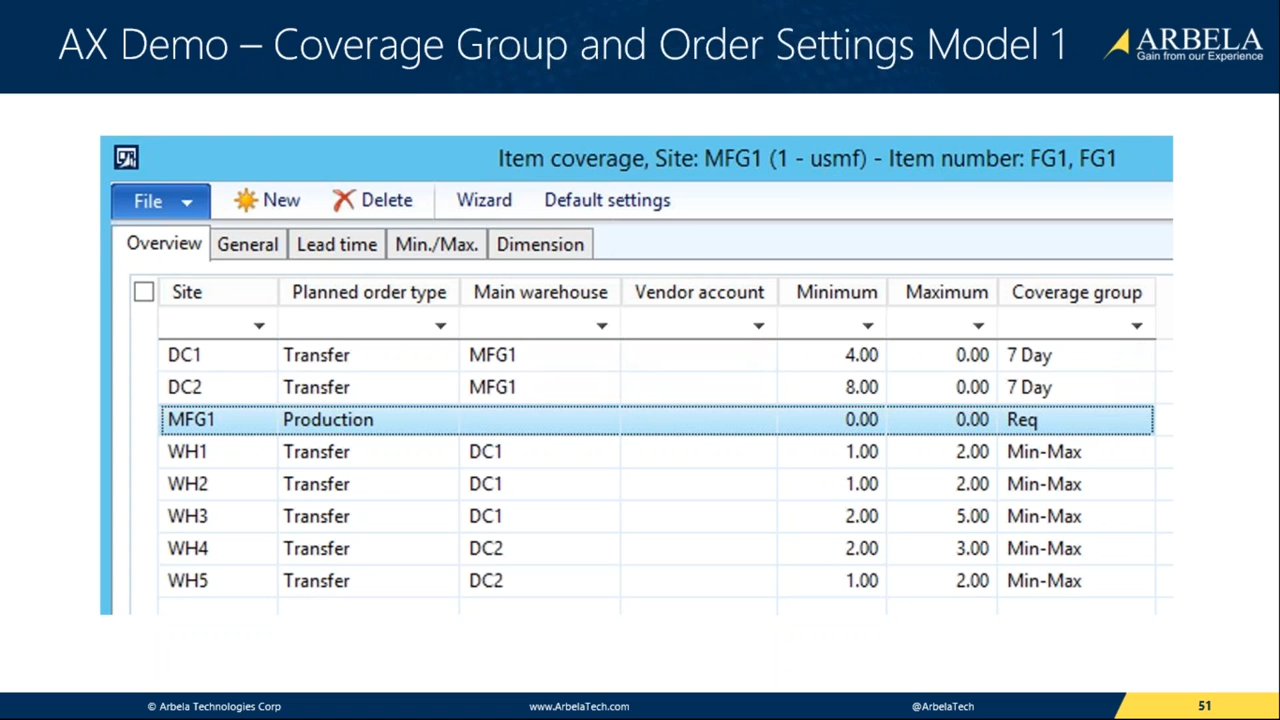 AX Demo – Coverage Group and Order Settings Model 1
ARBELA
Gain from our Experience
Item coverage, Site: MFG1 (1 - usmf) - Item number: FG1, FG1
File New Delete Wizard Default settings
Overview General Lead time Min./Max. Dimension
Site Planned order type Main warehouse Vendor account Minimum Maximum Coverage group
DC1 Transfer MFG1 4.00 0.00 7 Day
DC2 Transfer MFG1 8.00 0.00 7 Day
MFG1 Production 0.00 0.00 Req
WH1 Transfer DC1 1.00 2.00 Min-Max
WH2 Transfer DC1 1.00 2.00 Min-Max
WH3 Transfer DC1 2.00 5.00 Min-Max
WH4 Transfer DC2 2.00 3.00 Min-Max
WH5 Transfer DC2 1.00 2.00 Min-Max
© Arbela Technologies Corp www.ArbelaTech.com @ArbelaTech 51